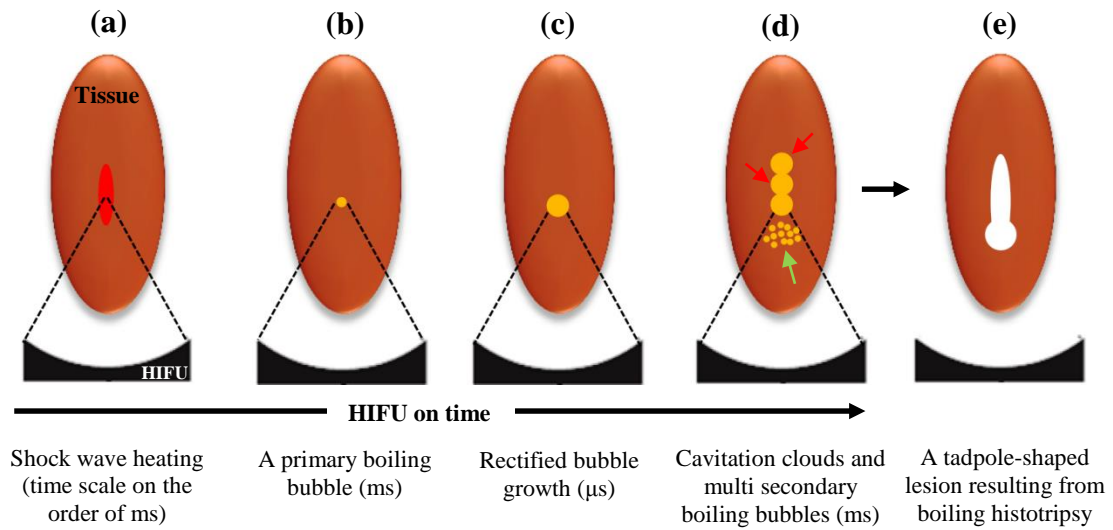 (a)
(b)
(c)
(d)
(e)
Tissue
HIFU
HIFU on time
Shock wave heating
(time scale on the
order of ms)
A primary boiling
bubble (ms)
Rectified bubble
growth (μs)
Cavitation clouds and
multi secondary
boiling bubbles (ms)
A tadpole-shaped
lesion resulting from
boiling histotripsy